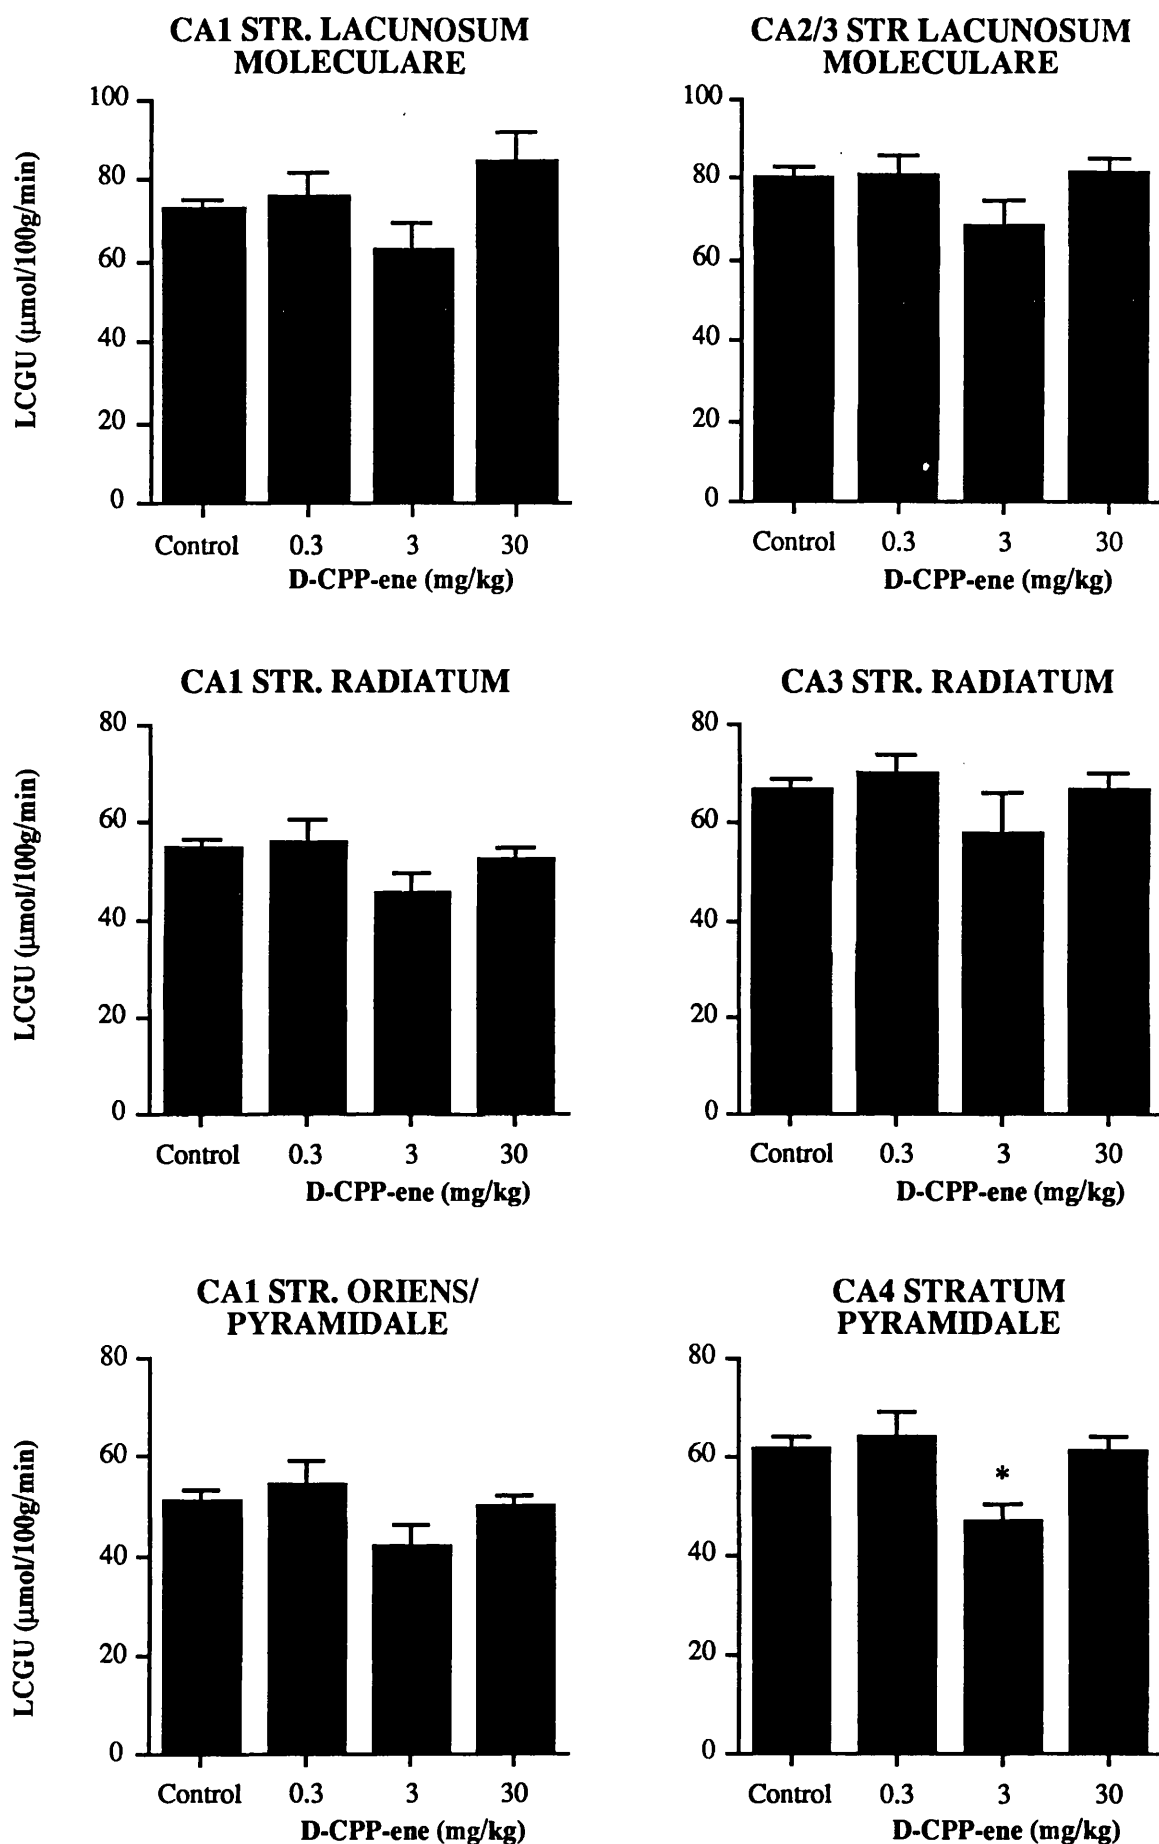 CA1 STR. LACUNOSUM
MOLECULARE
100
80
60
40
20
0
LCGU (µmol/100g/min)
Control 0.3 3 30
D-CPP-ene (mg/kg)
CA2/3 STR LACUNOSUM
MOLECULARE
100
80
60
40
20
0
Control 0.3 3 30
D-CPP-ene (mg/kg)
CA1 STR. RADIATUM
80
60
40
20
0
LCGU (µmol/100g/min)
Control 0.3 3 30
D-CPP-ene (mg/kg)
CA3 STR. RADIATUM
80
60
40
20
0
Control 0.3 3 30
D-CPP-ene (mg/kg)
CA1 STR. ORIENS/
PYRAMIDALE
80
60
40
20
0
LCGU (µmol/100g/min)
Control 0.3 3 30
D-CPP-ene (mg/kg)
CA4 STRATUM
PYRAMIDALE
80
60
40
20
0
*
Control 0.3 3 30
D-CPP-ene (mg/kg)